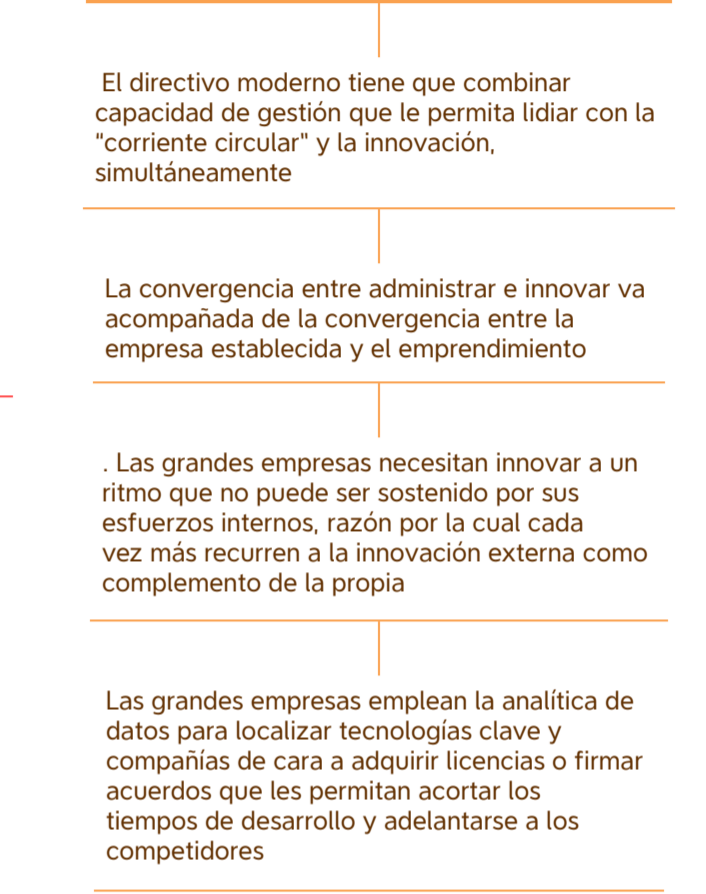 El directivo moderno tiene que combinar
capacidad de gestión que le permita lidiar con la
"corriente circular" y la innovación,
simultáneamente
La convergencia entre administrar e innovar va
acompañada de la convergencia entre la
empresa establecida y el emprendimiento
. Las grandes empresas necesitan innovar a un
ritmo que no puede ser sostenido por sus
esfuerzos internos, razón por la cual cada
vez más recurren a la innovación externa como
complemento de la propia
Las grandes empresas emplean la analítica de
datos para localizar tecnologías clave y
compañías de cara a adquirir licencias o firmar
acuerdos que les permitan acortar los
tiempos de desarrollo y adelantarse a los
competidores